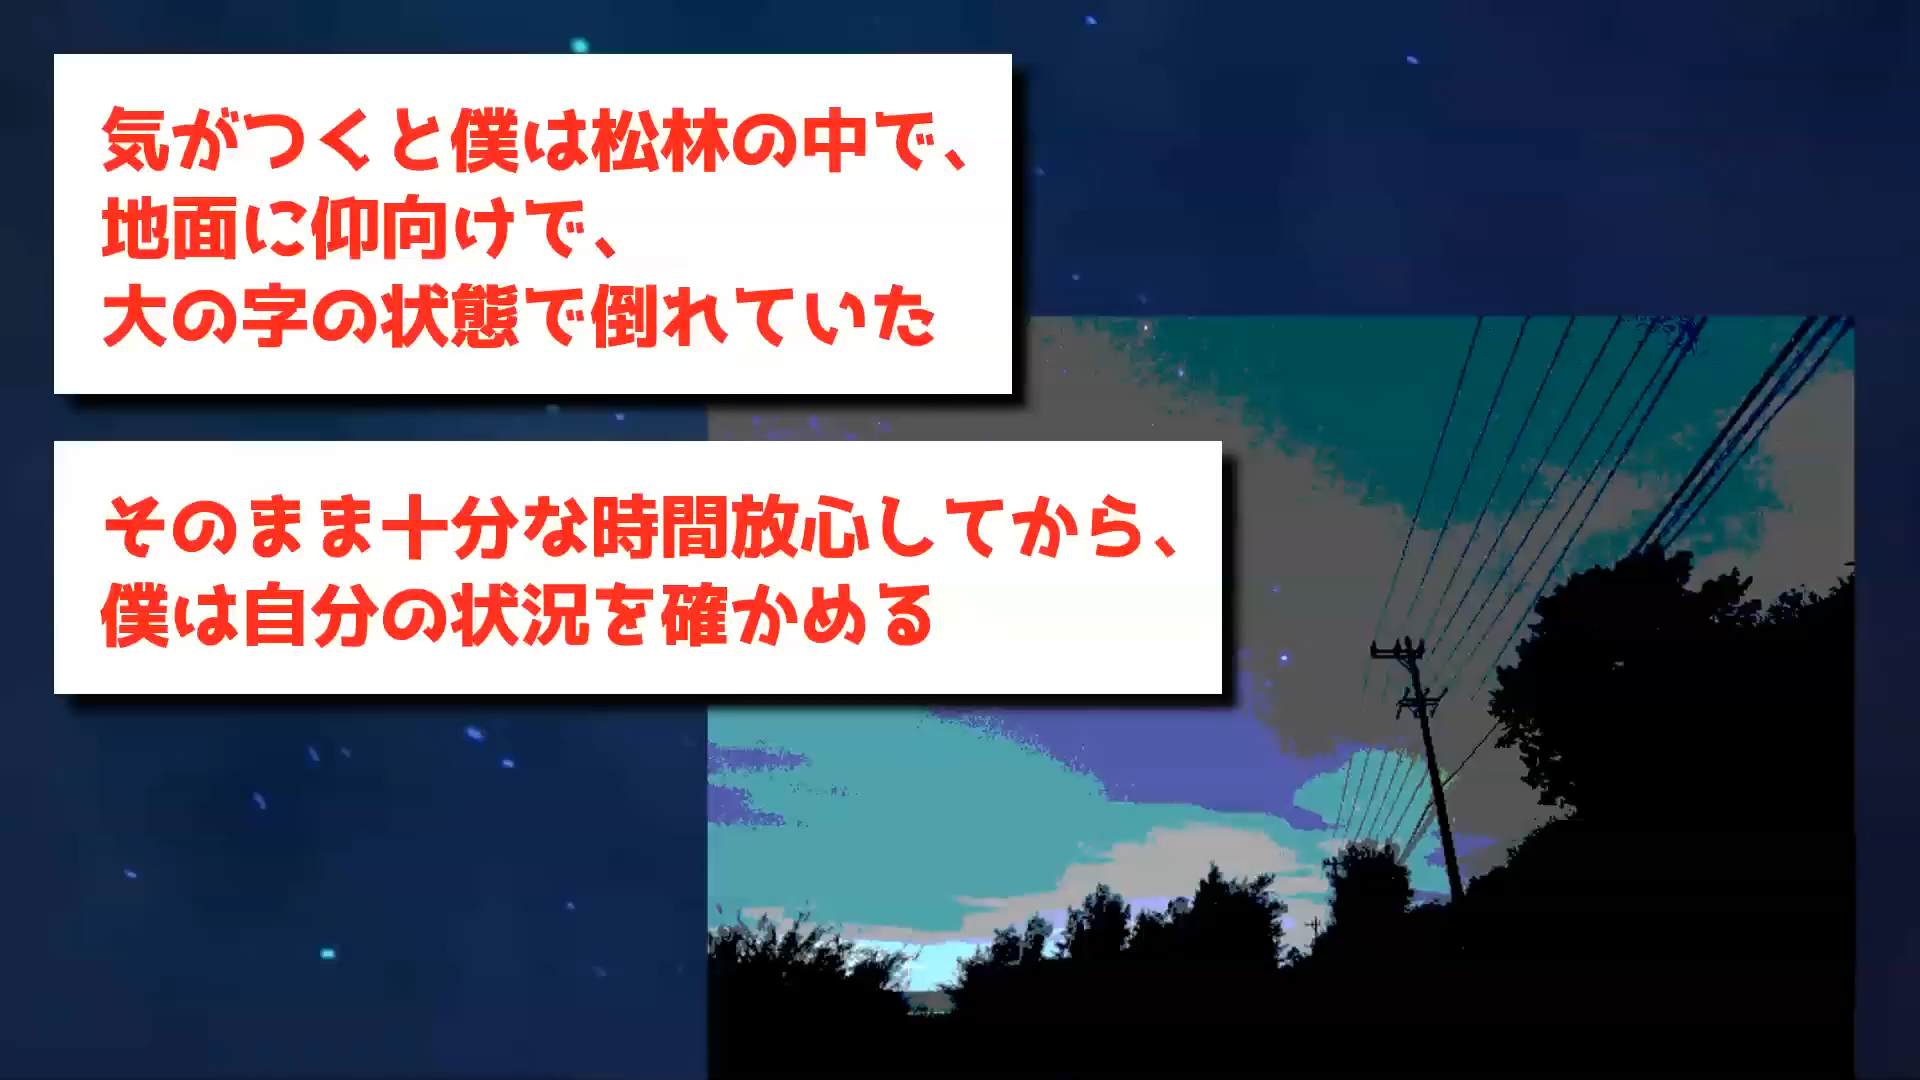 気がつくと僕は松林の中で、
地面に仰向けで、
大の字の状態で倒れていた
そのまま十分な時間放心してから、
僕は自分の状況を確かめる